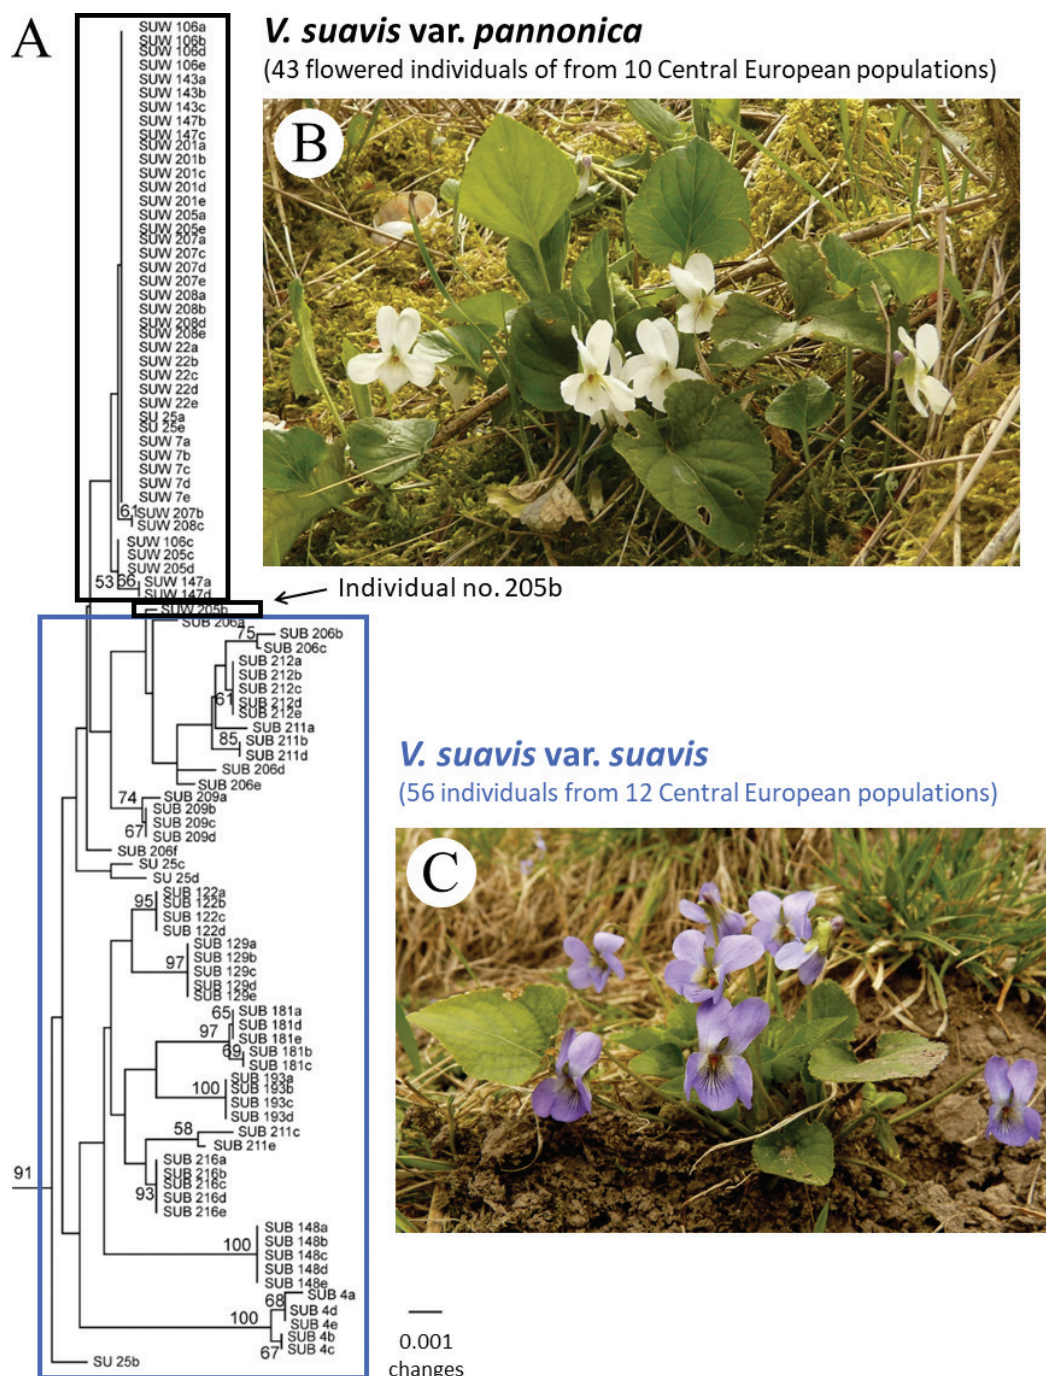 A
V. suavis var. pannonica
(43 flowered individuals of from 10 Central European populations)
B
SUW 106a
SUW 106b
SUW 106d
SUW 106e
SUW 143a
SUW 143b
SUW 143c
SUW 147b
SUW 147c
SUW 201a
SUW 201b
SUW 201c
SUW 201d
SUW 201e
SUW 205a
SUW 205e
SUW 207a
SUW 207c
SUW 207d
SUW 207e
SUW 208a
SUW 208b
SUW 208d
SUW 208e
SUW 22a
SUW 22b
SUW 22c
SUW 22d
SUW 22e
SU 25a
SU 25e
SUW 7a
SUW 7b
SUW 7c
SUW 7d
SUW 7e
61 SUW 207b
SUW 208c
SUW 106c
SUW 205c
SUW 205d
53 66 SUW 147a
SUW 147d
Individual no. 205b
SUW 205b
SUB 206a
75 SUB 206b
SUB 206c
SUB 212a
SUB 212b
SUB 212c
61 SUB 212d
SUB 212e
SUB 211a
85 SUB 211b
SUB 211d
SUB 206d
SUB 206e
74 SUB 209a
SUB 209b
SUB 209c
67 SUB 209d
SUB 206f
SU 25c
SU 25d
V. suavis var. suavis
(56 individuals from 12 Central European populations)
C
SUB 122a
95 SUB 122b
SUB 122c
SUB 122d
SUB 129a
SUB 129b
97 SUB 129c
SUB 129d
SUB 129e
65 SUB 181a
SUB 181d
97 SUB 181e
69 SUB 181b
SUB 181c
SUB 193a
100 SUB 193b
SUB 193c
SUB 193d
58 SUB 211c
SUB 211e
91
SUB 216a
SUB 216b
SUB 216c
93 SUB 216d
SUB 216e
SUB 148a
SUB 148b
100 SUB 148c
SUB 148d
SUB 148e
68 SUB 4a
SUB 4d
100 SUB 4e
SUB 4b
67 SUB 4c
SU 25b
0.001
changes